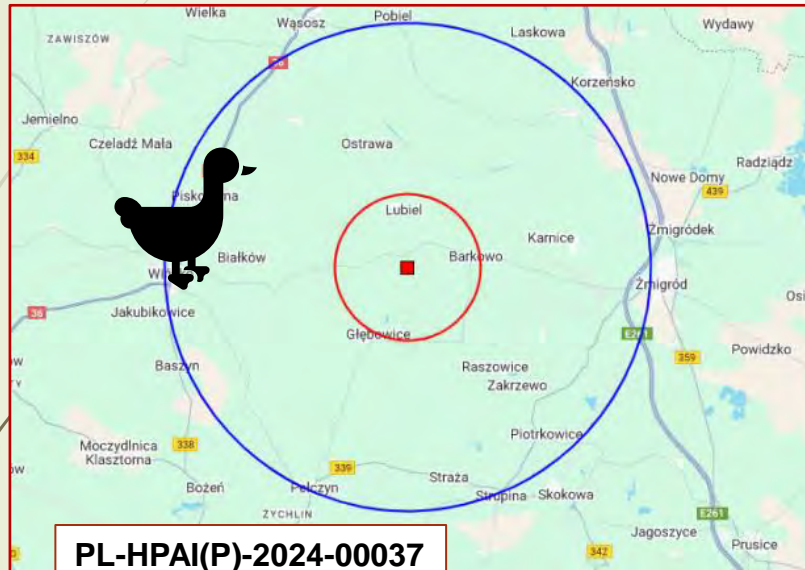 Wielka
Wąsosz
Pobiel
Laskowa
Wydawy
ZAWISZÓW
36
Korzeńsko
Jemielno
Czeladź Mała
Ostrawa
334
Radziądz
Nowe Domy
439
Lubiel
Żmigródek
Karnice
Białków
Barkowo
Żmigród
36
Jakubikowice
Głębowice
E261
Powidzko
359
Baszyn
Raszowice
Zakrzewo
Piotrkowice
Moczydlnica
Klasztorna
338
339
Straża
Bożeń
Pełczyn
Strupina
Skokowa
ŻYCHLIN
E261
Jagoszyce
342
Prusice
PL-HPAI(P)-2024-00037